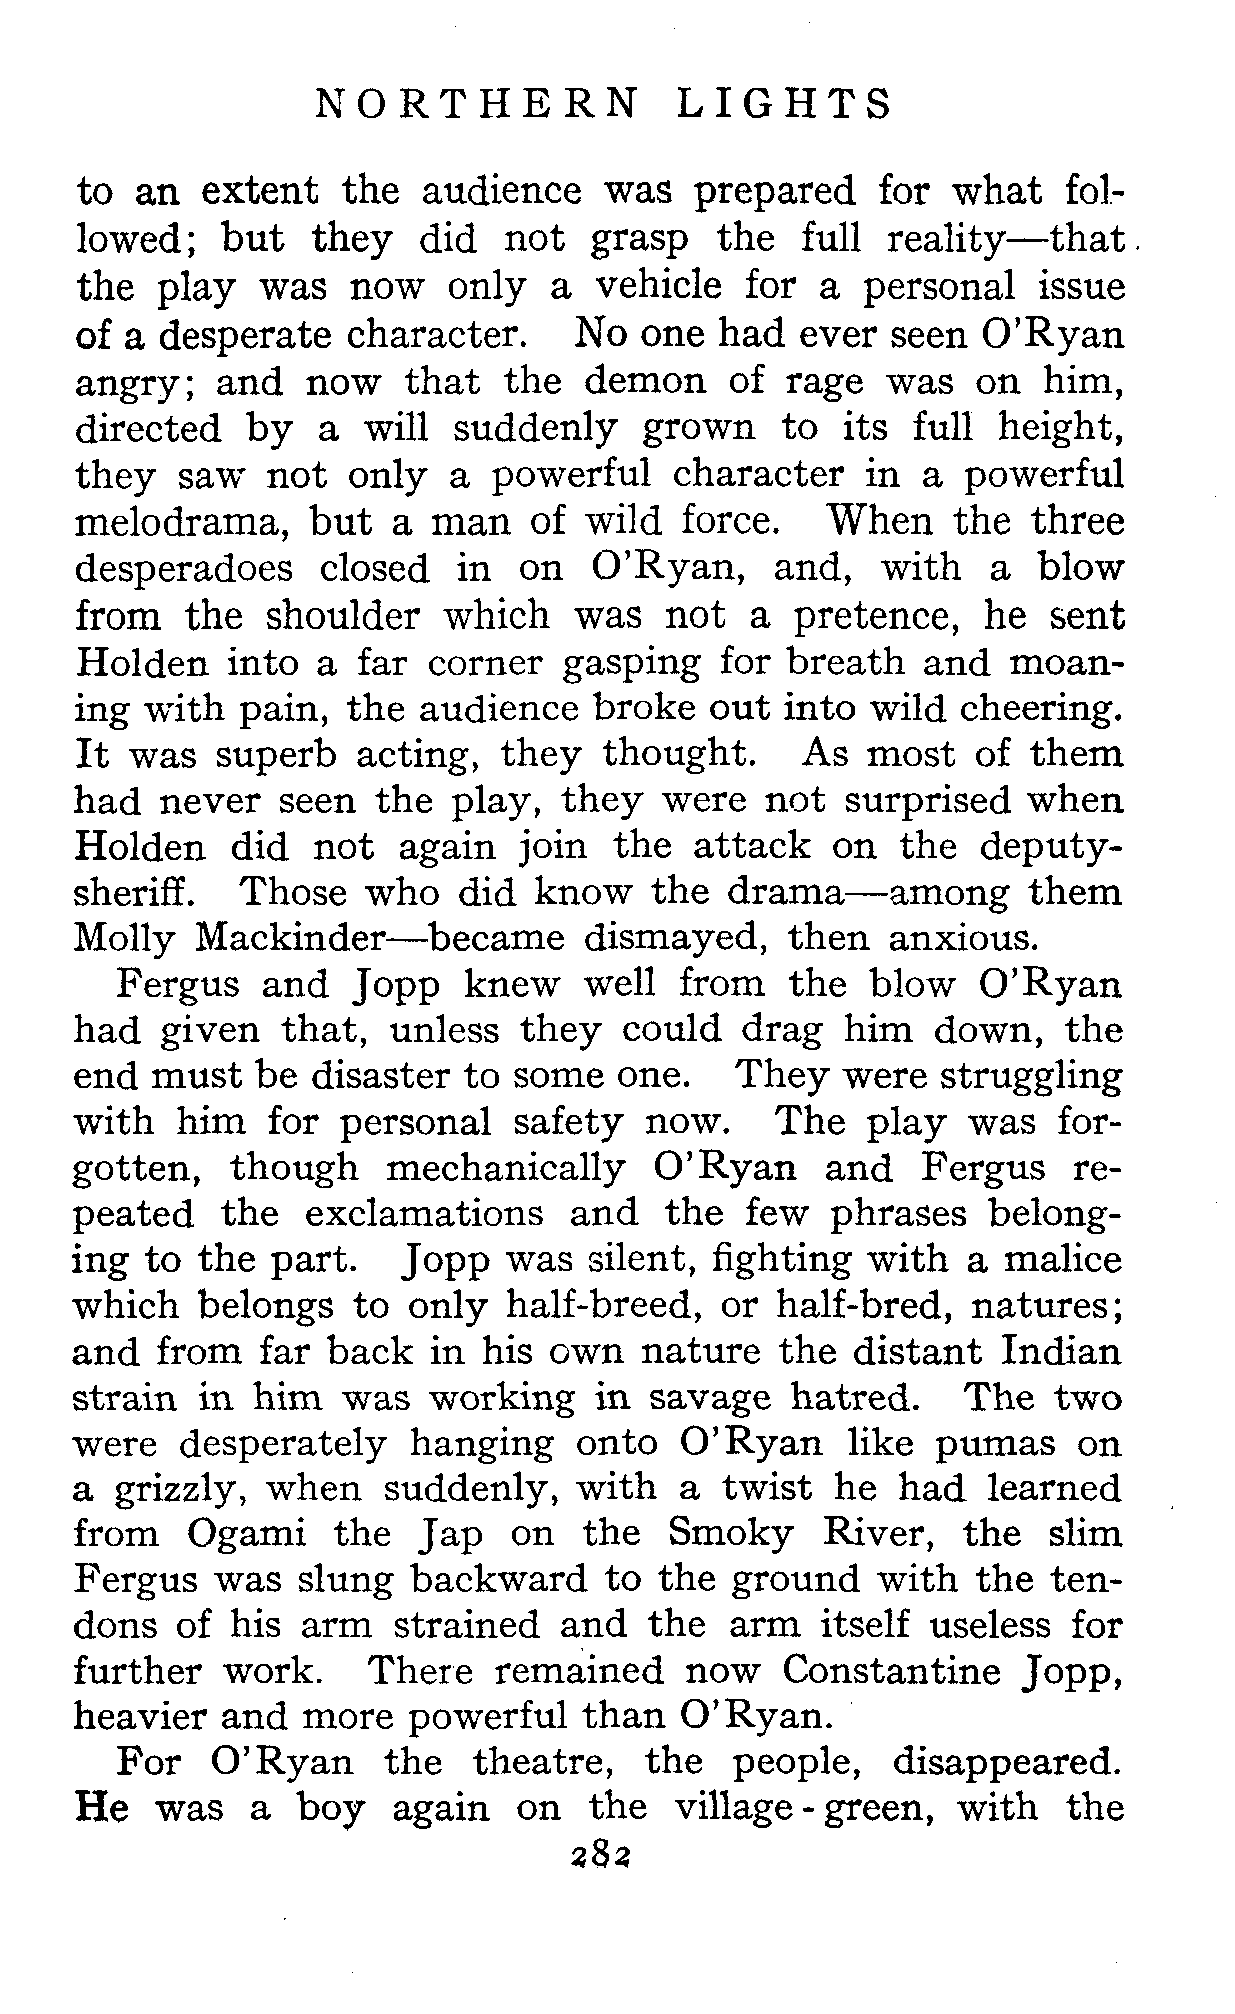 NORTHERN LIGHTS
to an extent the audience was prepared for what fol-
lowed; but they did not grasp the full reality—that
the play was now only a vehicle for a personal issue
of a desperate character. No one had ever seen O'Ryan
angry; and now that the demon of rage was on him,
directed by a will suddenly grown to its full height,
they saw not only a powerful character in a powerful
melodrama, but a man of wild force. When the three
desperadoes closed in on O'Ryan, and, with a blow
from the shoulder which was not a pretence, he sent
Holden into a far corner gasping for breath and moan-
ing with pain, the audience broke out into wild cheering.
It was superb acting, they thought. As most of them
had never seen the play, they were not surprised when
Holden did not again join the attack on the deputy-
sheriff. Those who did know the drama—among them
Molly Mackinder—became dismayed, then anxious.
Fergus and Jopp knew well from the blow O'Ryan
had given that, unless they could drag him down, the
end must be disaster to some one. They were struggling
with him for personal safety now. The play was for-
gotten, though mechanically O'Ryan and Fergus re-
peated the exclamations and the few phrases belong-
ing to the part. Jopp was silent, fighting with a malice
which belongs to only half-breed, or half-bred, natures;
and from far back in his own nature the distant Indian
strain in him was working in savage hatred. The two
were desperately hanging onto O'Ryan like pumas on
a grizzly, when suddenly, with a twist he had learned
from Ogami the Jap on the Smoky River, the slim
Fergus was slung backward to the ground with the ten-
dons of his arm strained and the arm itself useless for
further work. There remained now Constantine Jopp,
heavier and more powerful than O'Ryan.
For O'Ryan the theatre, the people, disappeared.
He was a boy again on the village-green, with the
282